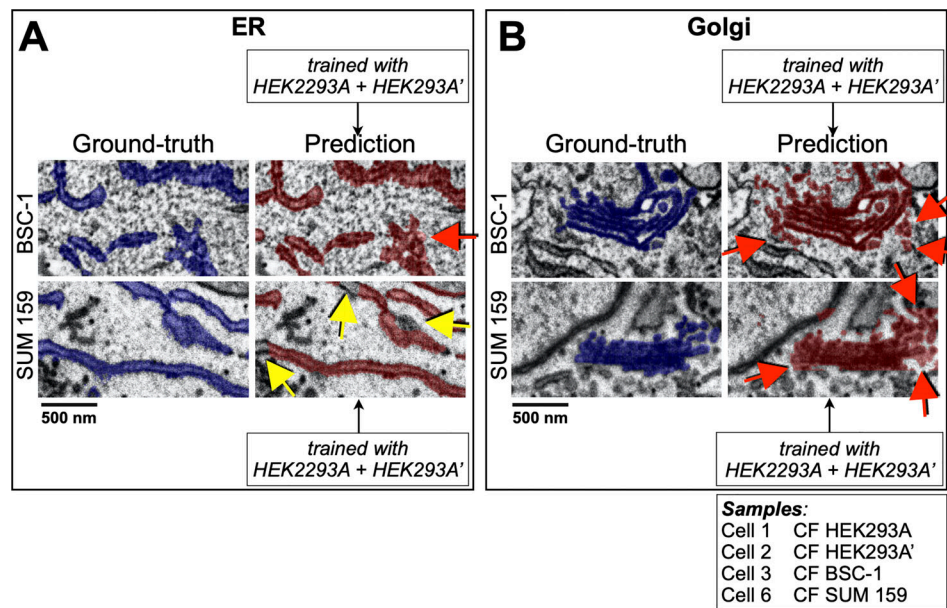 A
ER
trained with
HEK2293A + HEK293A’
Ground-truth
Prediction
BSC-1
SUM 159
500 nm
trained with
HEK2293A + HEK293A’
B
Golgi
trained with
HEK2293A + HEK293A’
Ground-truth
Prediction
BSC-1
SUM 159
500 nm
trained with
HEK2293A + HEK293A’
Samples:
Cell 1 CF HEK293A
Cell 2 CF HEK293A’
Cell 3 CF BSC-1
Cell 6 CF SUM 159